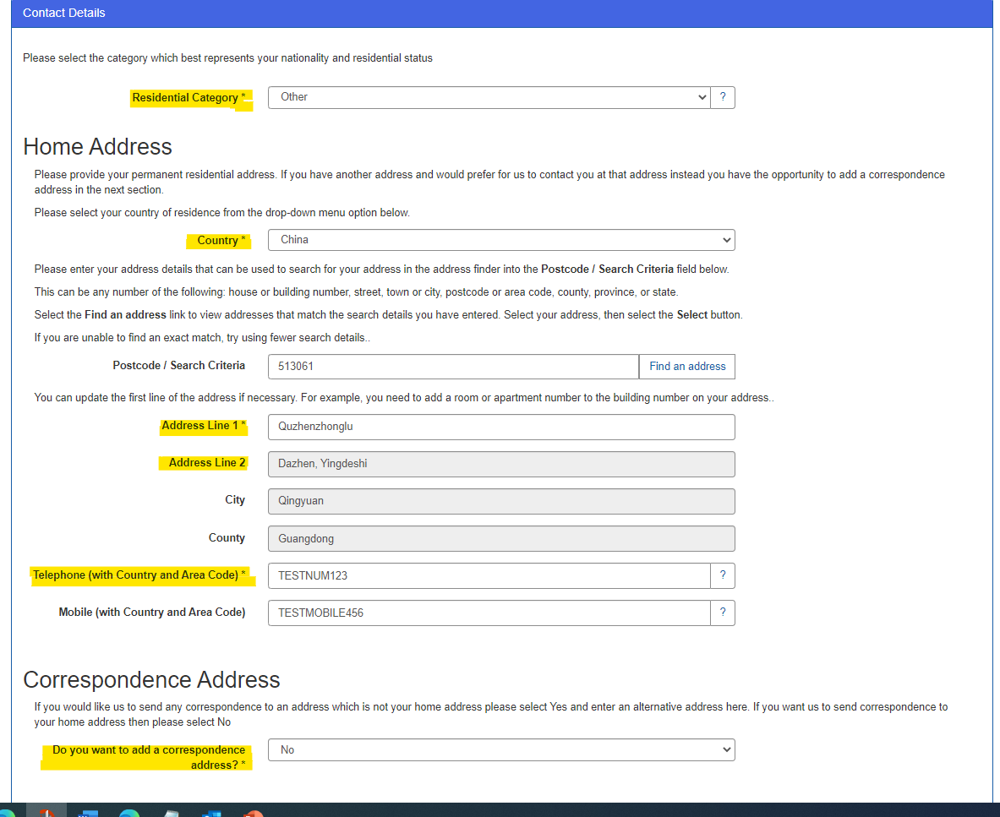 Contact Details
Please select the category which best represents your nationality and residential status
Residential Category * Other ?
Home Address
Please provide your permanent residential address. If you have another address and would prefer for us to contact you at that address instead you have the opportunity to add a correspondence
address in the next section.
Please select your country of residence from the drop-down menu option below.
Country * China
Please enter your address details that can be used to search for your address in the address finder into the Postcode / Search Criteria field below.
This can be any number of the following: house or building number, street, town or city, postcode or area code, county, province, or state.
Select the Find an address link to view addresses that match the search details you have entered. Select your address, then select the Select button.
If you are unable to find an exact match, try using fewer search details..
Postcode / Search Criteria 513061 Find an address
You can update the first line of the address if necessary. For example, you need to add a room or apartment number to the building number on your address..
Address Line 1 * Quzhenzhonglu
Address Line 2 Dazhen, Yingdeshi
City Qingyuan
County Guangdong
Telephone (with Country and Area Code) * TESTNUM123 ?
Mobile (with Country and Area Code) TESTMOBILE456 ?
Correspondence Address
If you would like us to send any correspondence to an address which is not your home address please select Yes and enter an alternative address here. If you want us to send correspondence to
your home address then please select No
Do you want to add a correspondence No
address? *